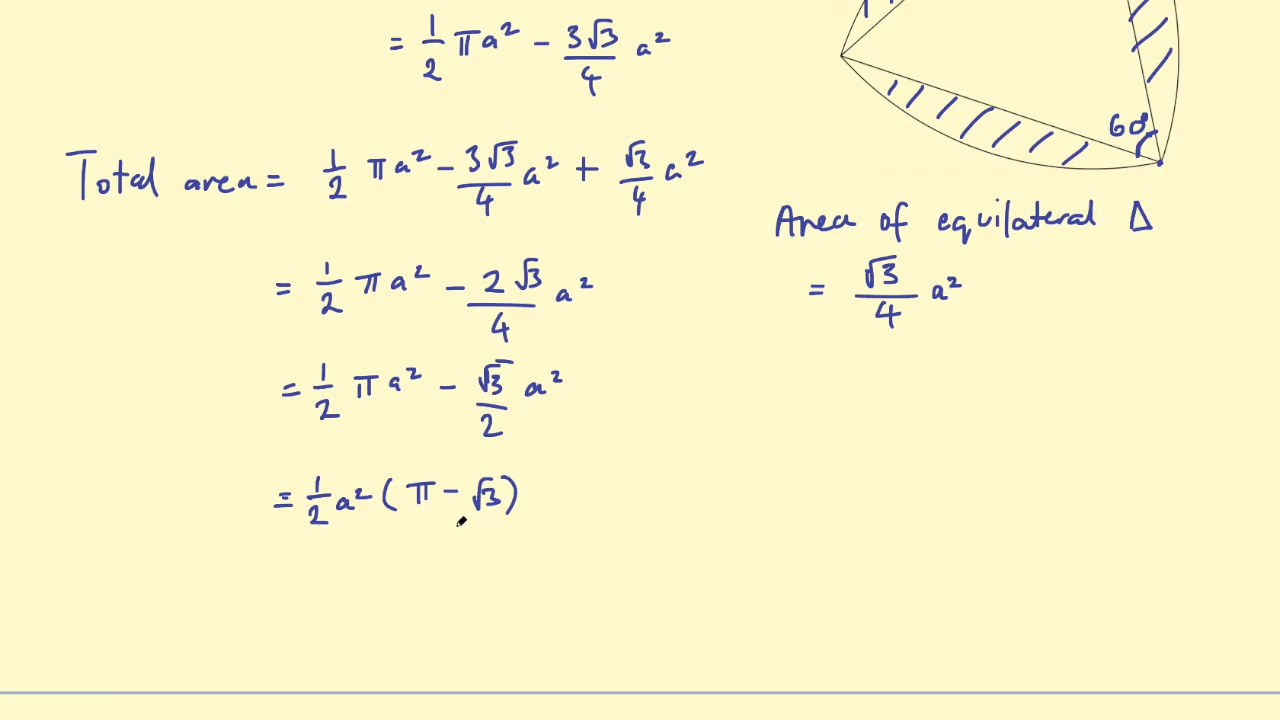 = 1/2 πa² - 3√3/4 a²
60°
Total area = 1/2 πa² - 3√3/4 a² + √3/4 a²
Area of equilateral Δ
= √3/4 a²
= 1/2 πa² - 2√3/4 a²
= 1/2 πa² - √3/2 a²
= 1/2 a² (π - √3)